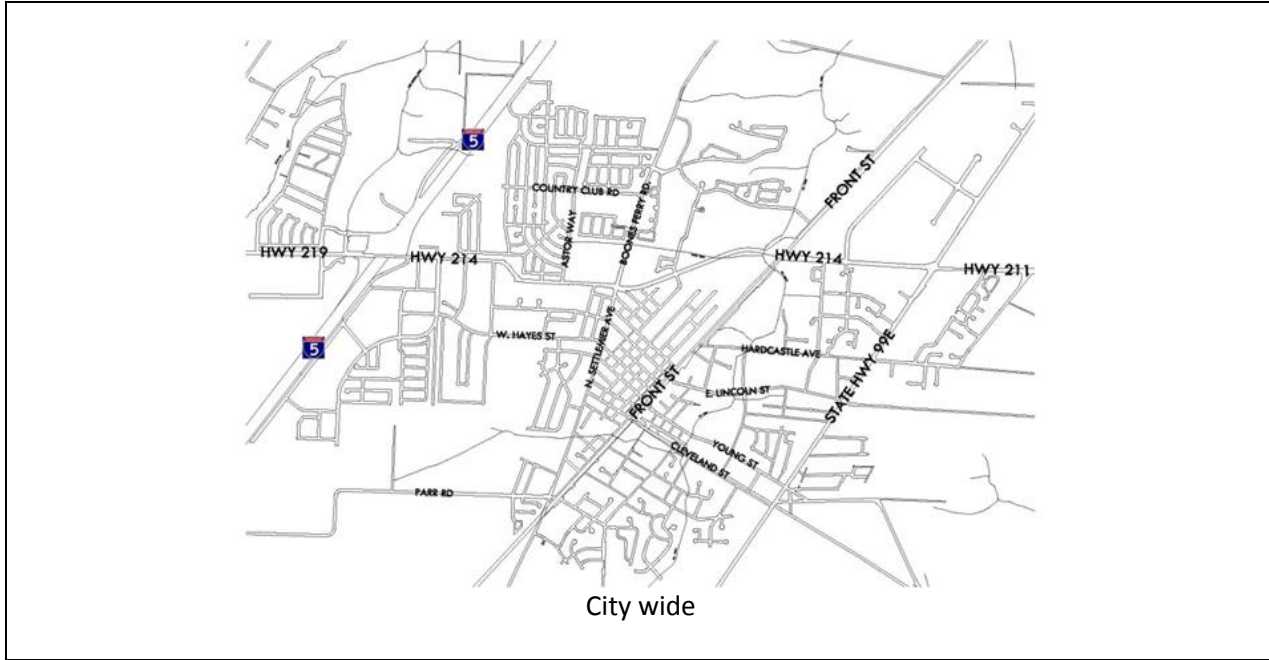 5
COUNTRY CLUB RD
FRONT ST
ASTOR WAY
BOONES FERRY RD.
HWY 219
HWY 214
HWY 214
HWY 211
5
W. HAYES ST
N. SETTLEMIER AVE
HARDCASTLE AVE
STATE HWY 99E
FRONT ST
E. LINCOLN ST
YOUNG ST
CLEVELAND ST
PARR RD
City wide